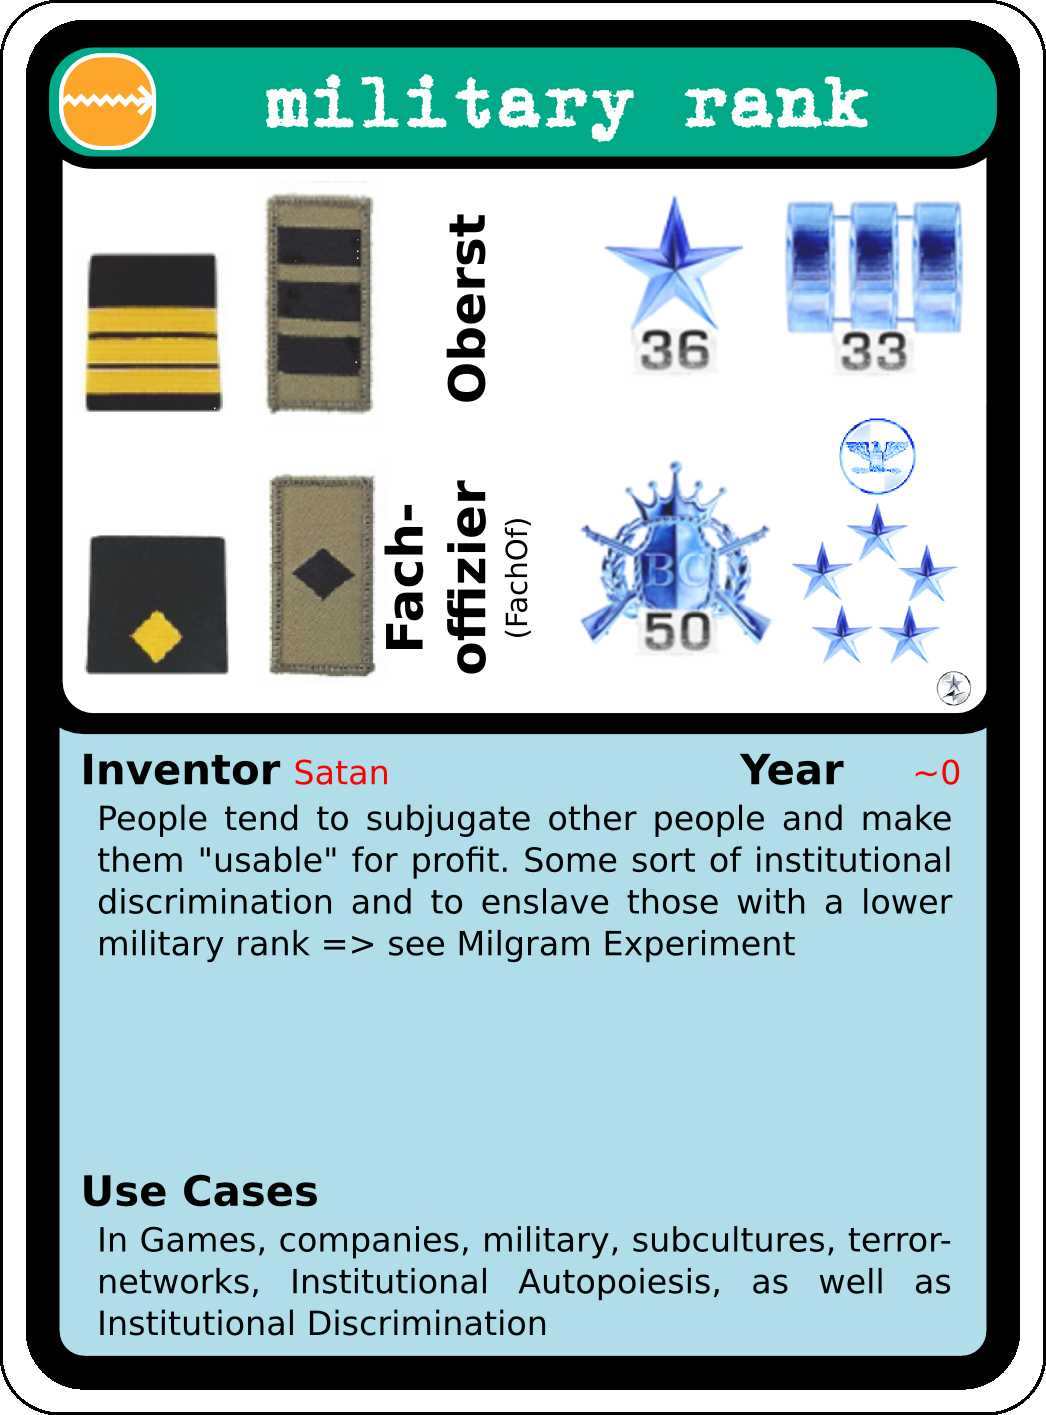 military rank
Oberst
36
33
Fach-
offizier
(FachOf)
BC
50
Inventor Satan Year ~0
People tend to subjugate other people and make
them "usable" for profit. Some sort of institutional
discrimination and to enslave those with a lower
military rank => see Milgram Experiment
Use Cases
In Games, companies, military, subcultures, terror-
networks, Institutional Autopoiesis, as well as
Institutional Discrimination